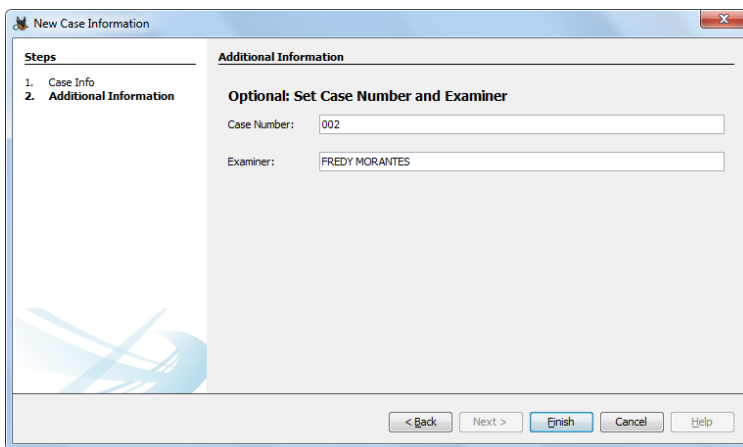 New Case Information
Steps
1. Case Info
2. Additional Information
Additional Information
Optional: Set Case Number and Examiner
Case Number: 002
Examiner: FREDY MORANTES
< Back Next > Finish Cancel Help